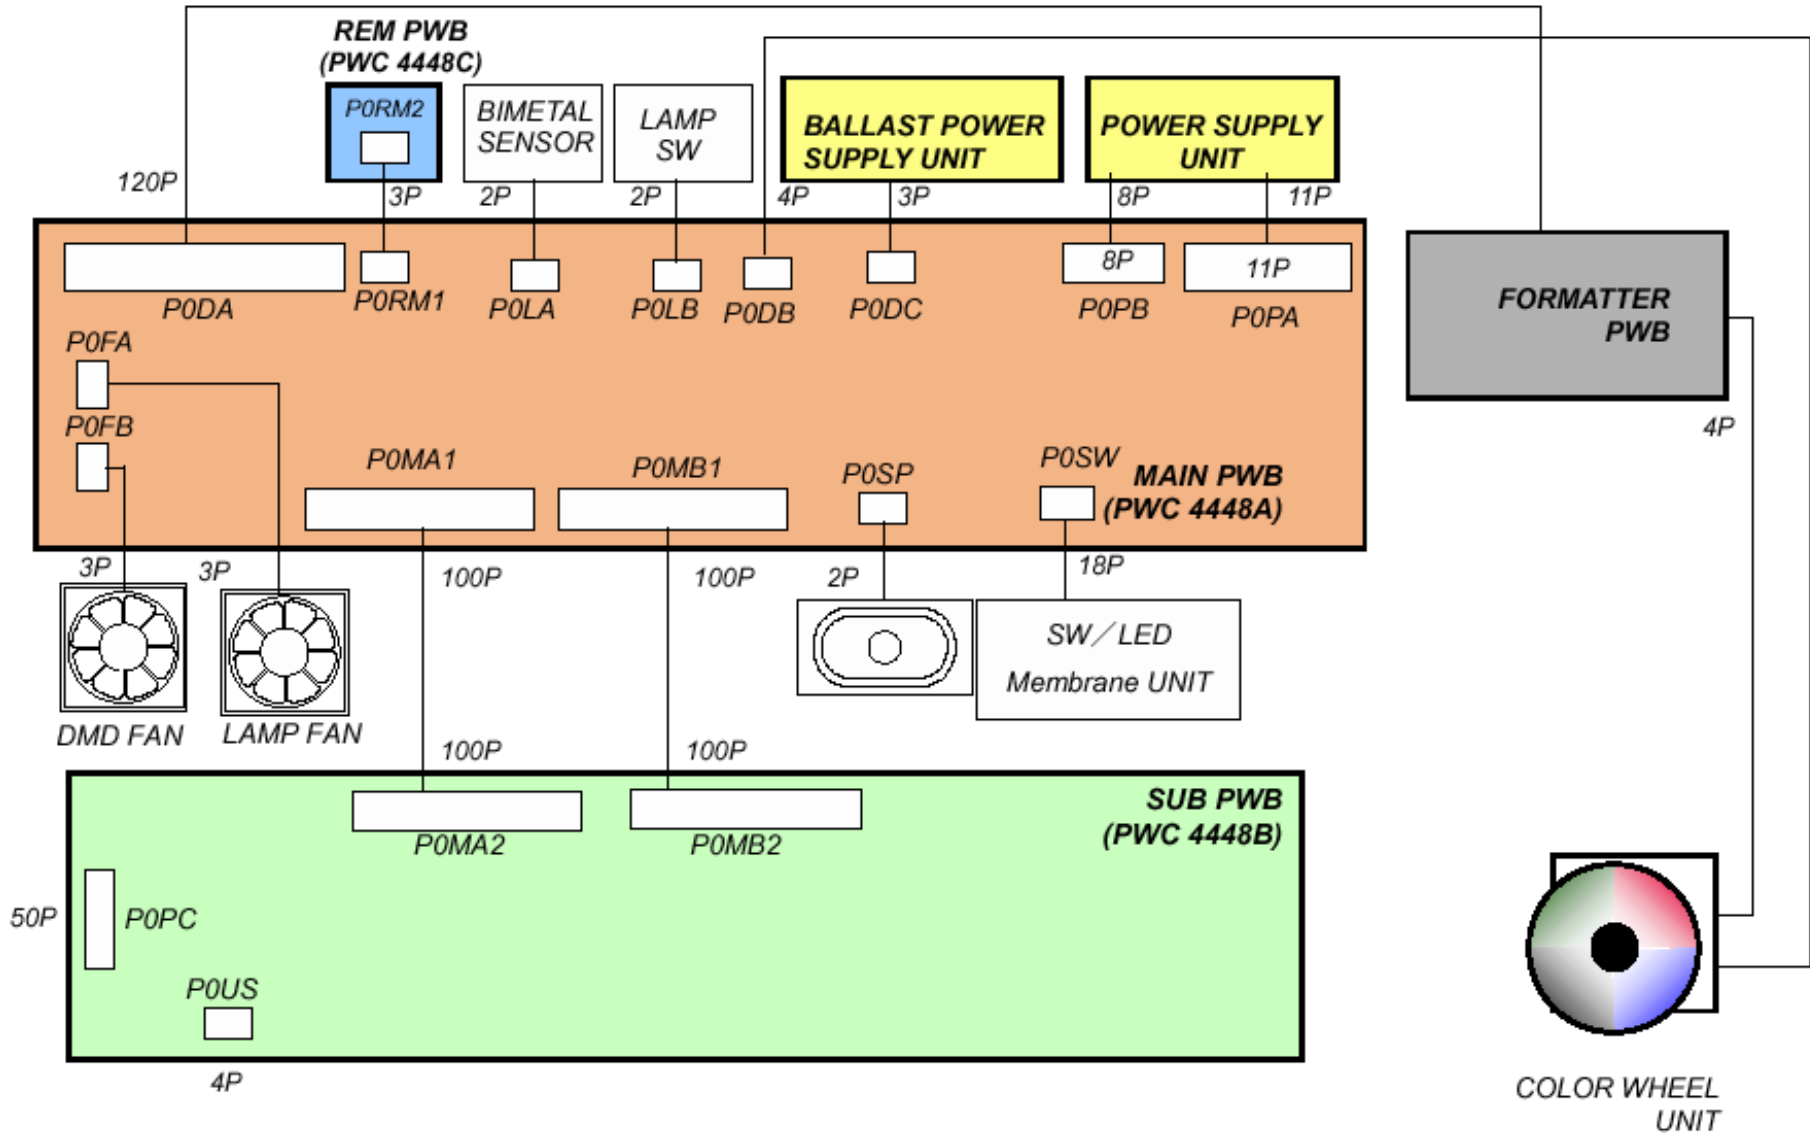 REM PWB
(PWC 4448C)
P0RM2
BIMETAL
SENSOR
LAMP
SW
BALLAST POWER
SUPPLY UNIT
POWER SUPPLY
UNIT
120P
3P
2P
2P
4P
3P
8P
11P
8P
11P
P0DA
P0RM1
P0LA
P0LB
P0DB
P0DC
P0PB
P0PA
FORMATTER
PWB
4P
P0FA
P0FB
P0MA1
P0MB1
P0SP
P0SW
MAIN PWB
(PWC 4448A)
3P
3P
100P
100P
2P
18P
SW／LED
Membrane UNIT
DMD FAN
LAMP FAN
100P
100P
SUB PWB
(PWC 4448B)
P0MA2
P0MB2
50P
P0PC
P0US
4P
COLOR WHEEL
UNIT